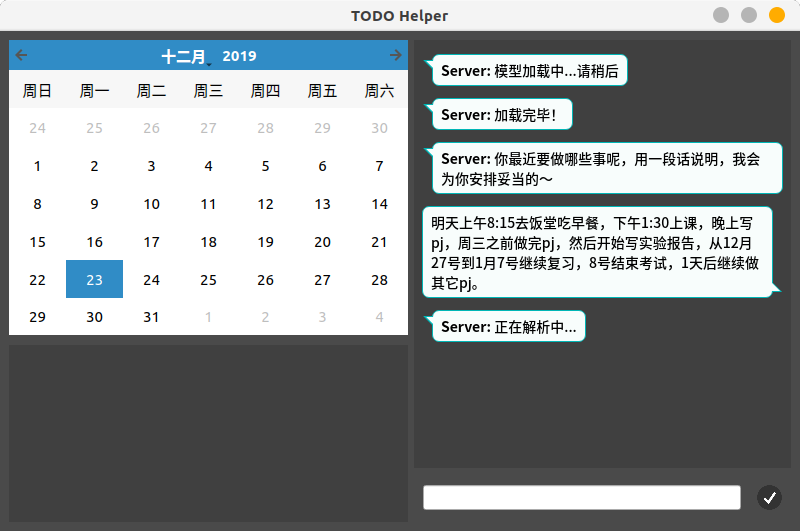 TODO Helper
十二月 2019
周日 周一 周二 周三 周四 周五 周六
24 25 26 27 28 29 30
1 2 3 4 5 6 7
8 9 10 11 12 13 14
15 16 17 18 19 20 21
22 23 24 25 26 27 28
29 30 31 1 2 3 4
Server: 模型加载中...请稍后
Server: 加载完毕！
Server: 你最近要做哪些事呢，用一段话说明，我会
为你安排妥当的～
明天上午8:15去饭堂吃早餐，下午1:30上课，晚上写
pj，周三之前做完pj，然后开始写实验报告，从12月
27号到1月7号继续复习，8号结束考试，1天后继续做
其它pj。
Server: 正在解析中...